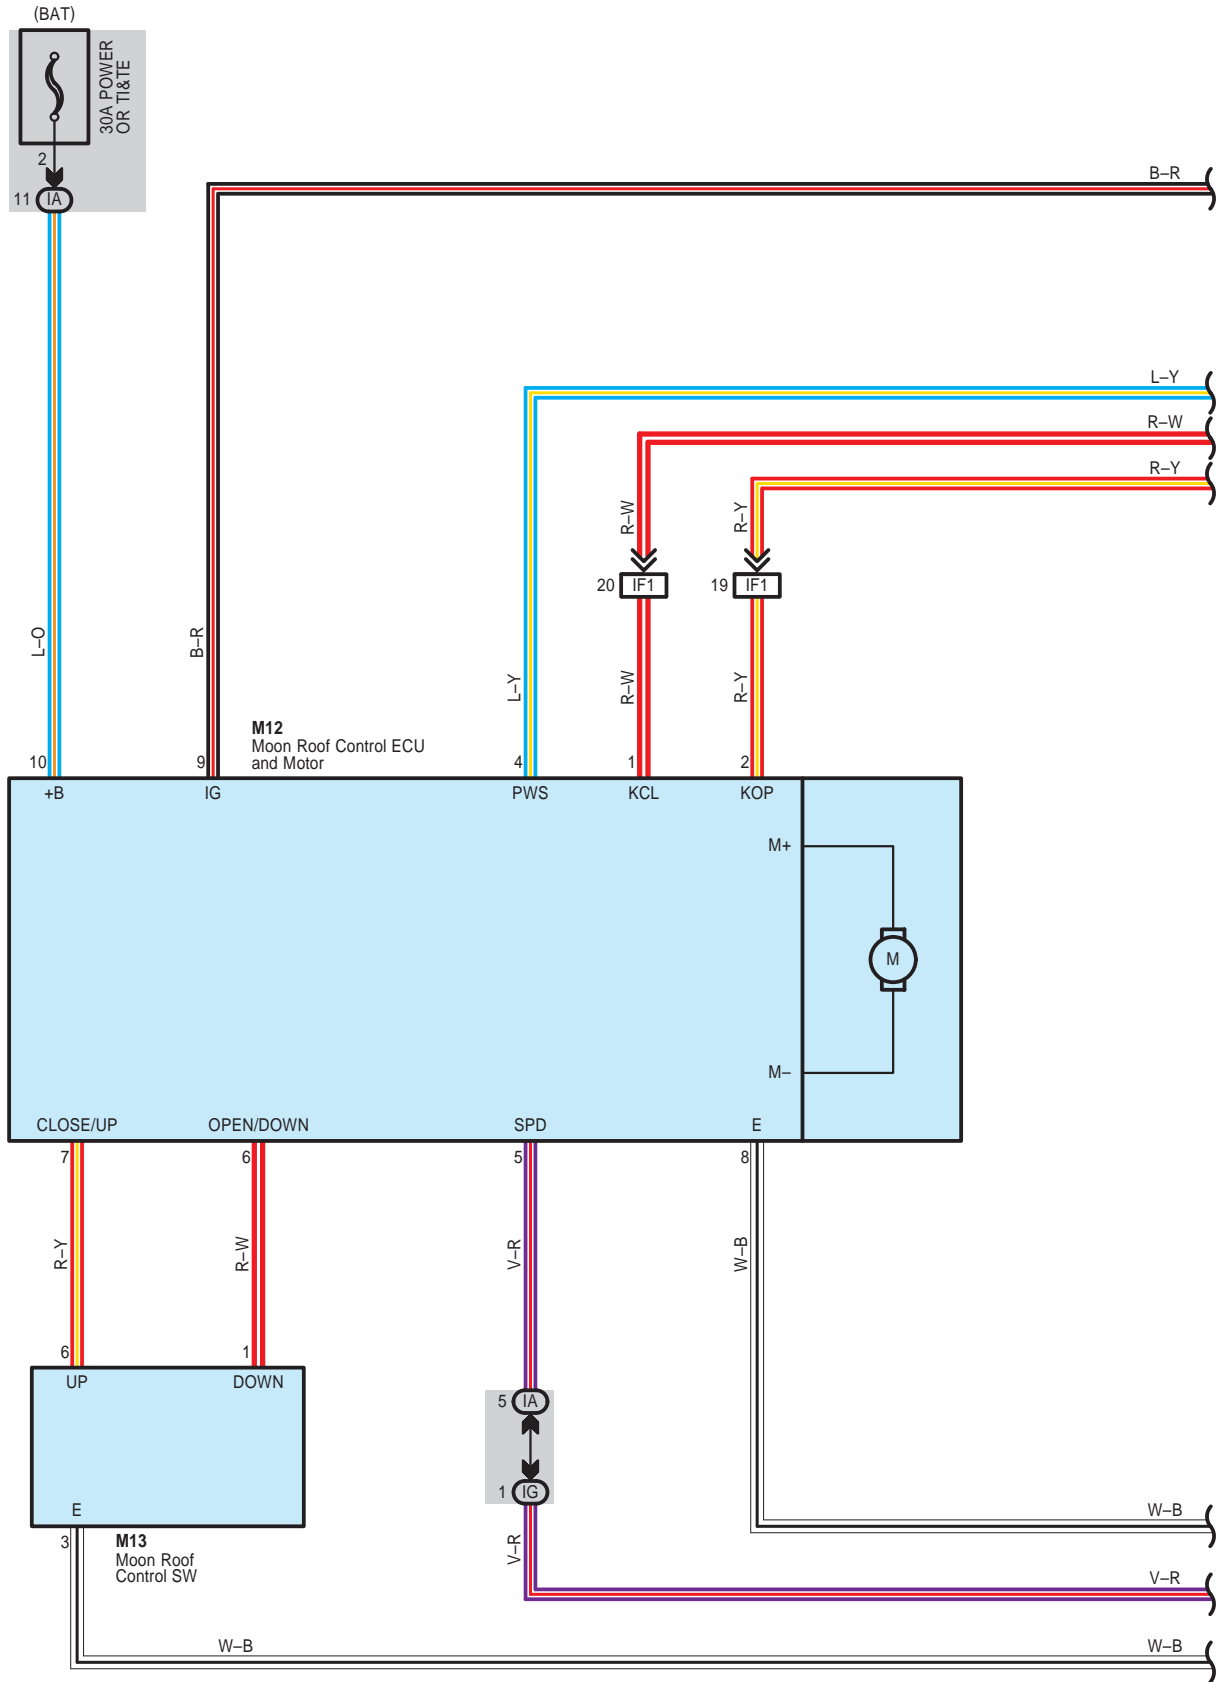 (BAT)
30A POWER
OR TI&TE
2
11
IA
B–R
L–Y
R–W
R–Y
R–W
R–Y
20
IF1
19
IF1
L–O
B–R
L–Y
R–W
R–Y
M12
Moon Roof Control ECU
and Motor
10
9
4
1
2
+B
IG
PWS
KCL
KOP
M+
M
M–
CLOSE/UP
OPEN/DOWN
SPD
E
7
6
5
8
R–Y
R–W
V–R
W–B
6
1
UP
DOWN
5
IA
1
IG
E
3
M13
Moon Roof
Control SW
V–R
W–B
V–R
W–B
W–B